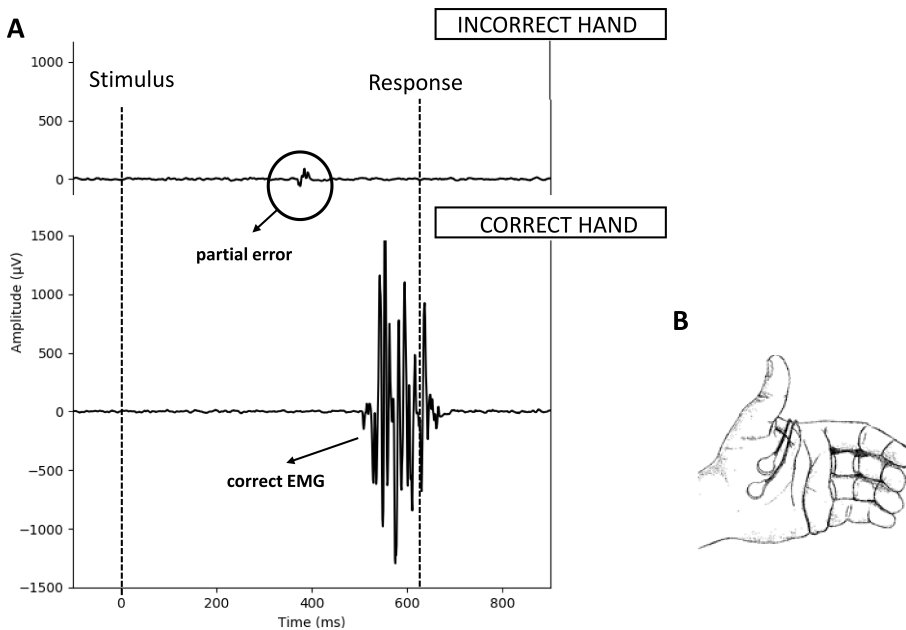 A
INCORRECT HAND
1000
Stimulus
Response
500
0
partial error
CORRECT HAND
1500
1000
500
0
−500
−1000
−1500
Amplitude (µV)
correct EMG
0
200
400
600
800
Time (ms)
B